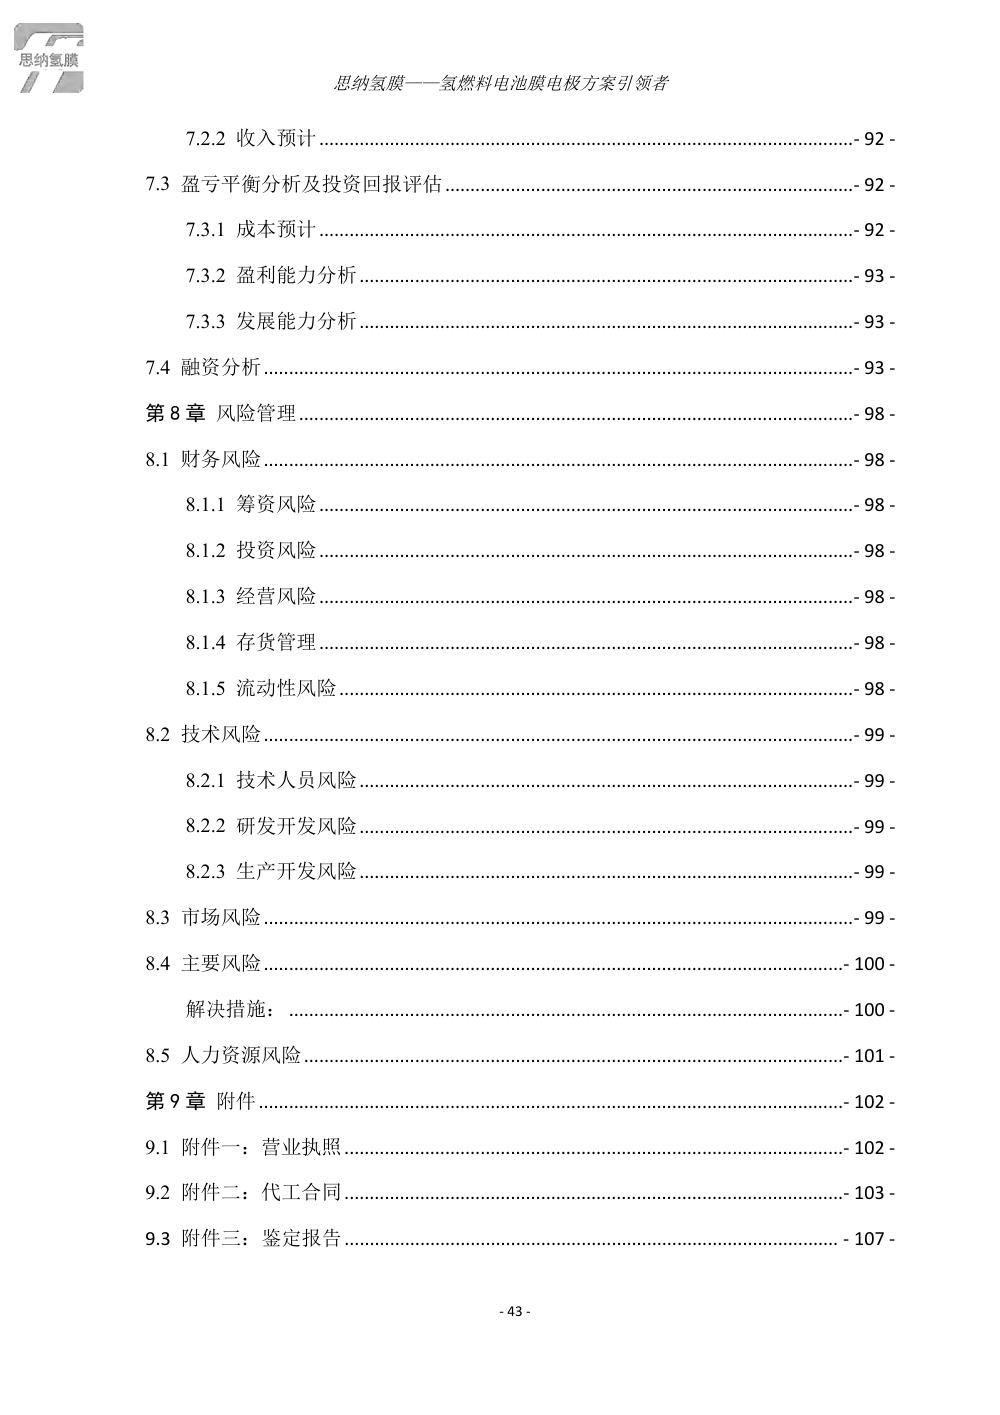 思纳氢膜
思纳氢膜——氢燃料电池膜电极方案引领者
7.2.2 收入预计 - 92 -
7.3 盈亏平衡分析及投资回报评估 - 92 -
7.3.1 成本预计 - 92 -
7.3.2 盈利能力分析 - 93 -
7.3.3 发展能力分析 - 93 -
7.4 融资分析 - 93 -
第 8 章 风险管理 - 98 -
8.1 财务风险 - 98 -
8.1.1 筹资风险 - 98 -
8.1.2 投资风险 - 98 -
8.1.3 经营风险 - 98 -
8.1.4 存货管理 - 98 -
8.1.5 流动性风险 - 98 -
8.2 技术风险 - 99 -
8.2.1 技术人员风险 - 99 -
8.2.2 研发开发风险 - 99 -
8.2.3 生产开发风险 - 99 -
8.3 市场风险 - 99 -
8.4 主要风险 - 100 -
解决措施： - 100 -
8.5 人力资源风险 - 101 -
第 9 章 附件 - 102 -
9.1 附件一：营业执照 - 102 -
9.2 附件二：代工合同 - 103 -
9.3 附件三：鉴定报告 - 107 -
- 43 -